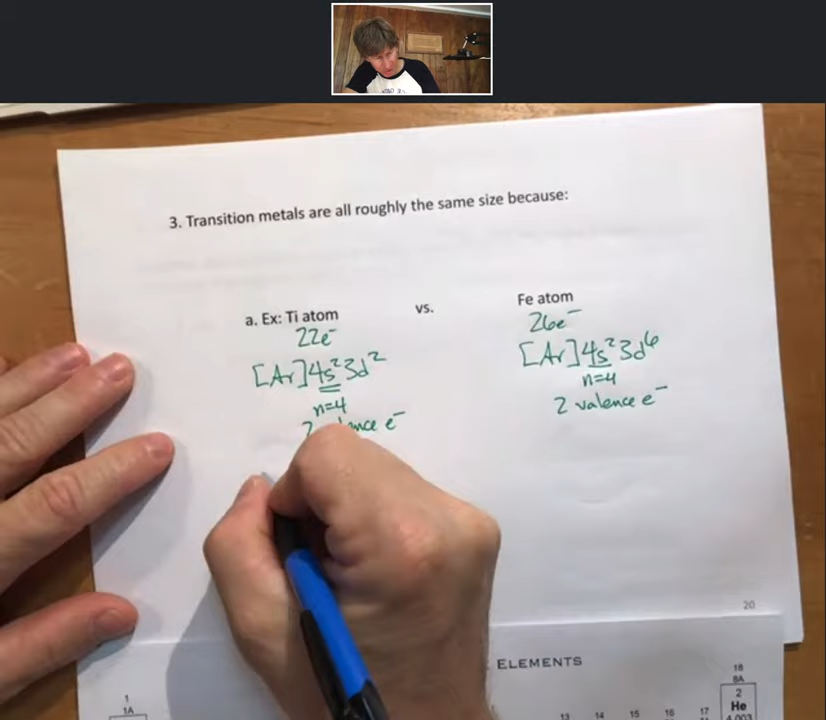 3. Transition metals are all roughly the same size because:
a. Ex: Ti atom vs. Fe atom
22e⁻ 26e⁻
[Ar]4s²3d² [Ar]4s²3d⁶
n=4 n=4
e⁻ 2 valence e⁻
20
ELEMENTS
1 18
1A 8A
2
13 14 15 16 17 He
4.003